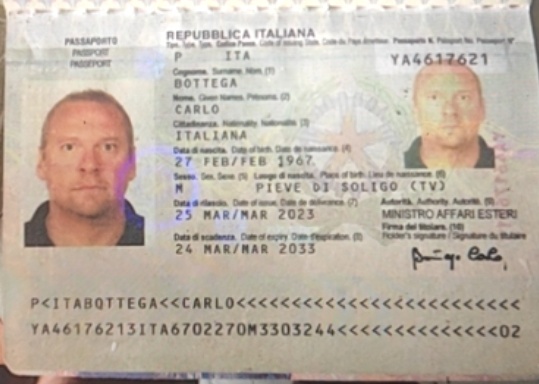 PASSAPORTO
PASSPORT
PASSEPORT
REPUBBLICA ITALIANA
Tipo. Type. Type. Codice Paese. Code of issuing State. Passaporto N. Passport No. Passeport N°
P ITA YA4617621
Cognome. Surname. Nom. (1)
BOTTEGA
Nome. Given Names. Prénoms. (2)
CARLO
Cittadinanza. Nationality. Nationalité. (3)
ITALIANA
Data di nascita. Date of birth. Date de naissance. (4)
27 FEB/FEB 1967
Sesso. Sex. Sexe. (5) Luogo di nascita. Place of birth. Lieu de naissance. (6)
M PIEVE DI SOLIGO (TV)
Data di rilascio. Date of issue. Date de délivrance. (7) Autorità. Authority. Autorité. (9)
25 MAR/MAR 2023 MINISTRO AFFARI ESTERI
Data di scadenza. Date of expiry. Date d'expiration. (8) Firma del titolare. (10)
24 MAR/MAR 2033 Holder's signature / Signature du titulaire
P<ITABOTTEGA<<CARLO<<<<<<<<<<<<<<<<<<<<<<<<<
YA46176213ITA6702270M3303244<<<<<<<<<<<<<<02